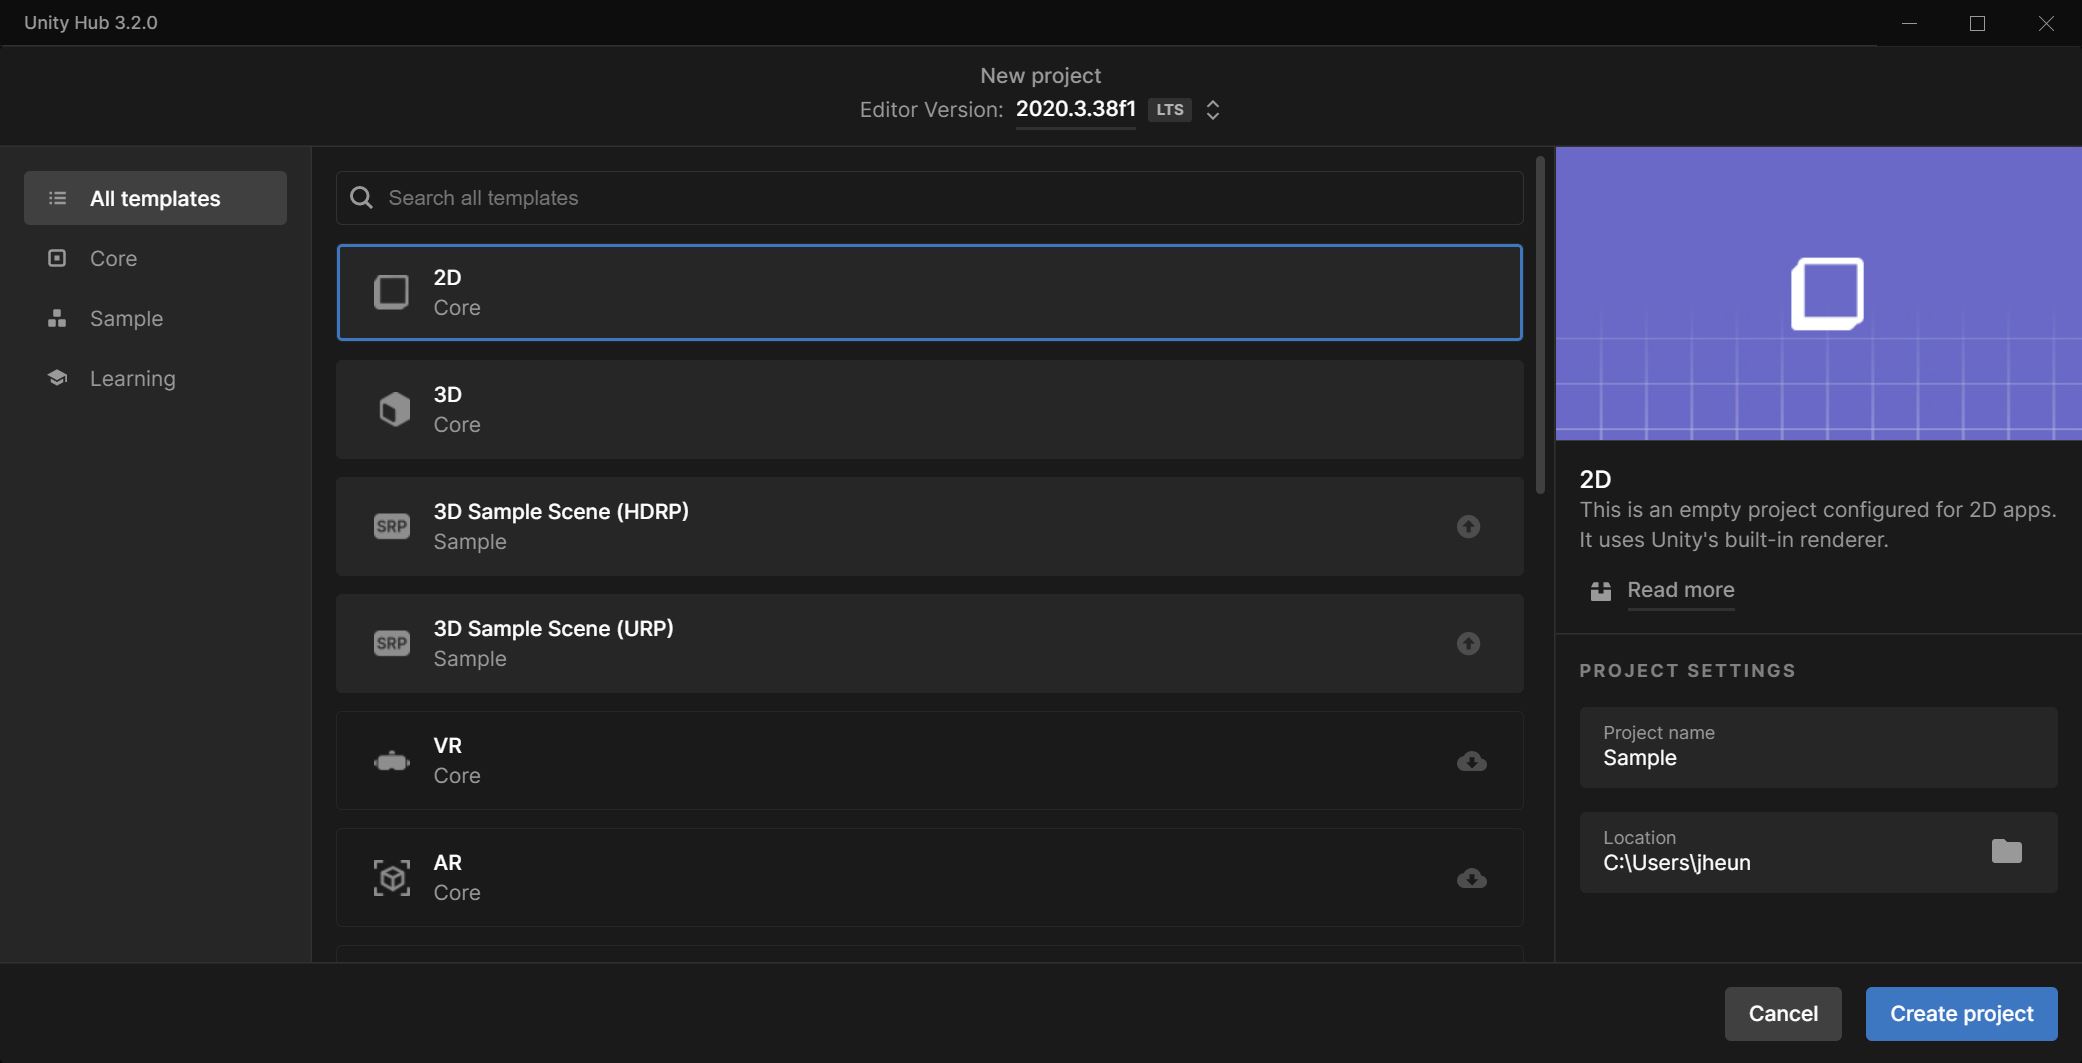 Unity Hub 3.2.0
New project
Editor Version: 2020.3.38f1 LTS
All templates
Core
Sample
Learning
Search all templates
2D
Core
3D
Core
SRP
3D Sample Scene (HDRP)
Sample
SRP
3D Sample Scene (URP)
Sample
VR
Core
AR
Core
2D
This is an empty project configured for 2D apps.
It uses Unity's built-in renderer.
Read more
PROJECT SETTINGS
Project name
Sample
Location
C:\Users\jheun
Cancel
Create project